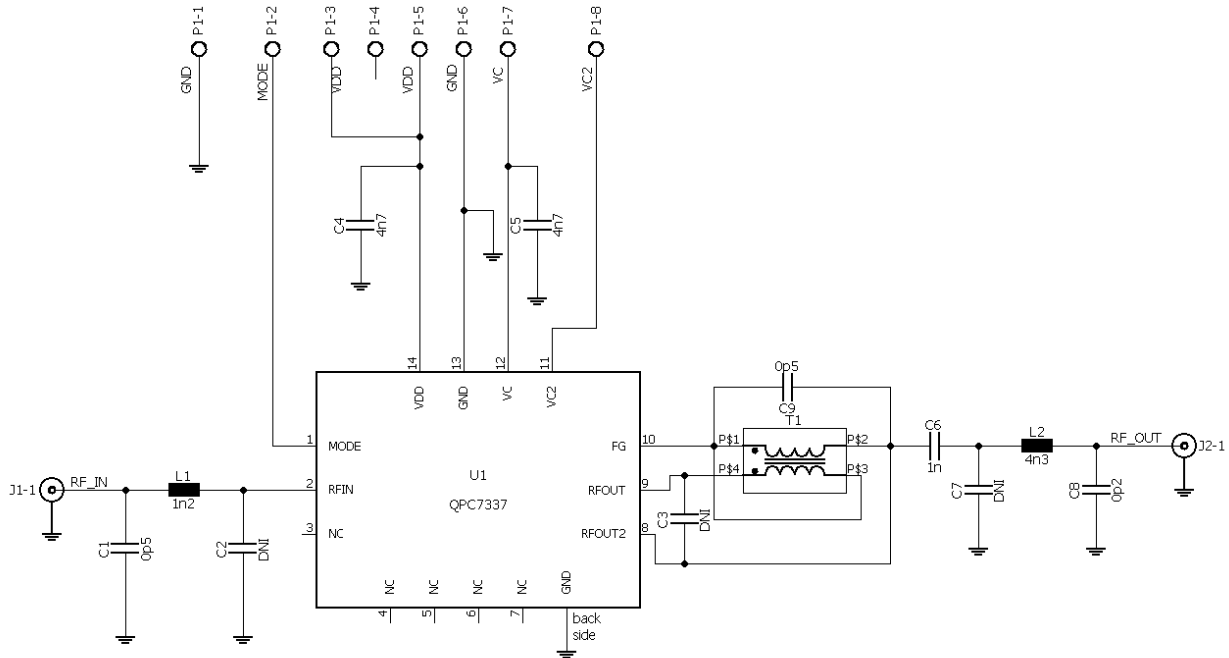 P1-1
P1-2
P1-3
P1-4
P1-5
P1-6
P1-7
P1-8
GND
MODE
VDD
VDD
GND
VC
VC2
C4
4n7
C5
4n7
14
13
12
11
VDD
GND
VC
VC2
0p5
C9
T1
1
MODE
FG
10
P$1
P$2
C6
1n
L2
4n3
RF_OUT
J2-1
P$4
P$3
U1
QPC7337
J1-1
RF_IN
L1
1n2
2
RFIN
RFOUT
9
C7
DNI
C8
0p2
C3
DNI
3
NC
RFOUT2
8
C1
0p5
C2
DNI
NC
NC
NC
NC
GND
4
5
6
7
back
side